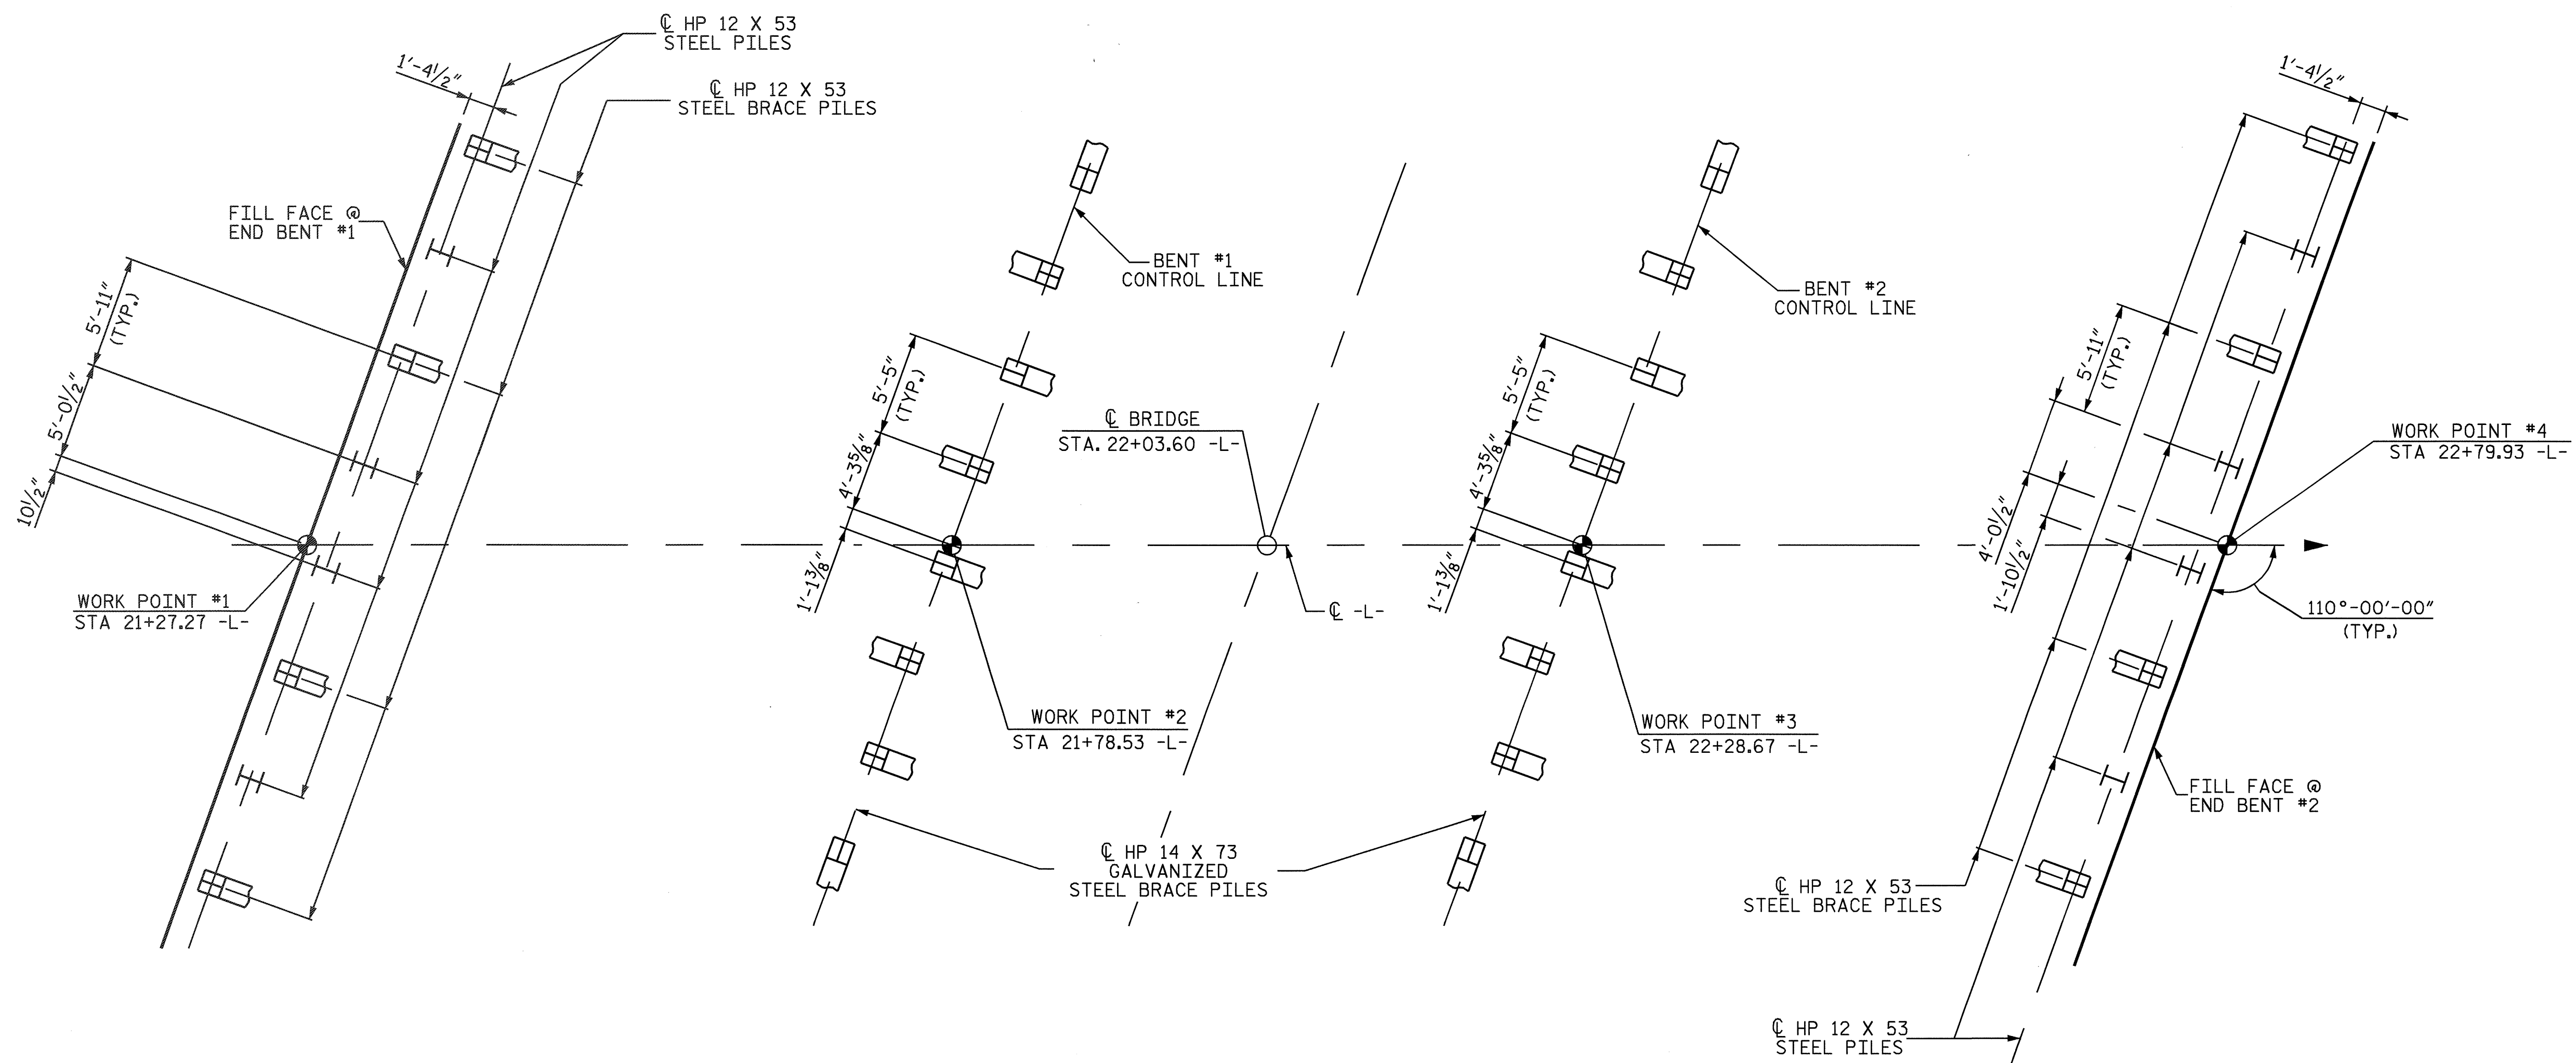 ℄ HP 12 X 53
STEEL PILES
1'-4½"
℄ HP 12 X 53
STEEL BRACE PILES
FILL FACE @
END BENT #1
5'-11"
(TYP.)
5'-0½"
10½"
WORK POINT #1
STA 21+27.27 -L-
BENT #1
CONTROL LINE
5'-5"
(TYP.)
4'-3⅝"
1'-1⅜"
WORK POINT #2
STA 21+78.53 -L-
℄ BRIDGE
STA. 22+03.60 -L-
℄ -L-
℄ HP 14 X 73
GALVANIZED
STEEL BRACE PILES
BENT #2
CONTROL LINE
5'-5"
(TYP.)
4'-3⅝"
1'-1⅜"
WORK POINT #3
STA 22+28.67 -L-
1'-4½"
5'-11"
(TYP.)
4'-0½"
1'-10½"
WORK POINT #4
STA 22+79.93 -L-
110°-00'-00"
(TYP.)
FILL FACE @
END BENT #2
℄ HP 12 X 53
STEEL BRACE PILES
℄ HP 12 X 53
STEEL PILES